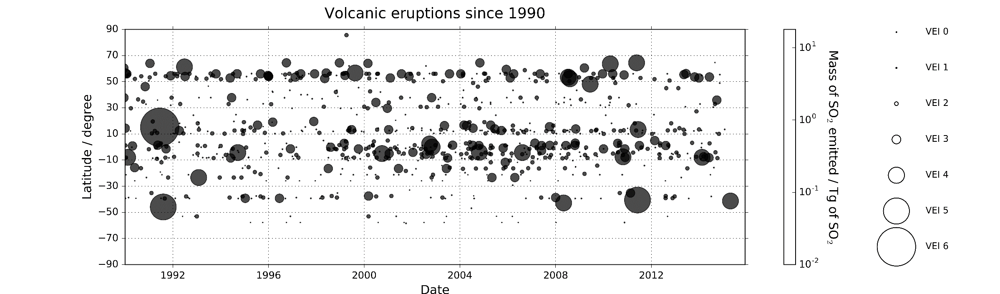 Volcanic eruptions since 1990
Latitude / degree
90
70
50
30
10
−10
−30
−50
−70
−90
1992 1996 2000 2004 2008 2012
Date
10¹
10⁰
10⁻¹
10⁻²
Mass of SO₂ emitted / Tg of SO₂
VEI 0
VEI 1
VEI 2
VEI 3
VEI 4
VEI 5
VEI 6